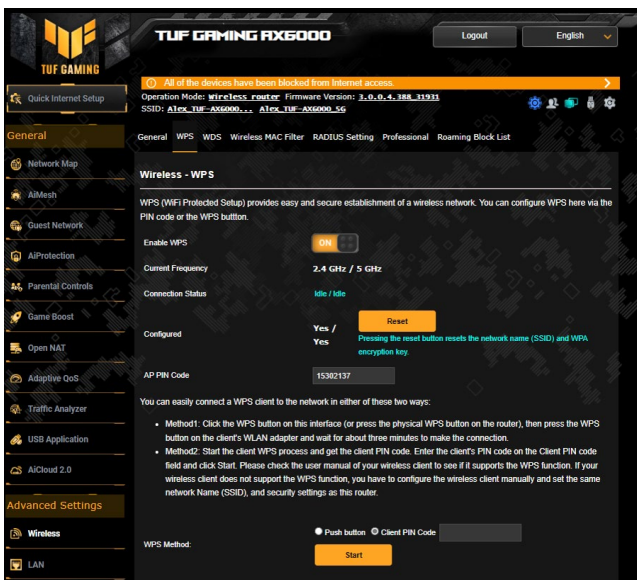 TUF GAMING
TUF GAMING AX6000
Logout
English
All of the devices have been blocked from Internet access.
Quick Internet Setup
Operation Mode: Wireless router Firmware Version: 3.0.0.4.388_31931
SSID: Alex_TUF-AX6000... Alex_TUF-AX6000_5G
General
General WPS WDS Wireless MAC Filter RADIUS Setting Professional Roaming Block List
Network Map
AiMesh
Guest Network
AiProtection
Parental Controls
Game Boost
Open NAT
Adaptive QoS
Traffic Analyzer
USB Application
AiCloud 2.0
Advanced Settings
Wireless
LAN
Wireless - WPS
WPS (WiFi Protected Setup) provides easy and secure establishment of a wireless network. You can configure WPS here via the
PIN code or the WPS buttton.
Enable WPS
ON
Current Frequency
2.4 GHz / 5 GHz
Connection Status
Idle / Idle
Configured
Yes /
Yes
Reset
Pressing the reset button resets the network name (SSID) and WPA
encryption key.
AP PIN Code
15302137
You can easily connect a WPS client to the network in either of these two ways:
• Method1: Click the WPS button on this interface (or press the physical WPS button on the router), then press the WPS
button on the client's WLAN adapter and wait for about three minutes to make the connection.
• Method2: Start the client WPS process and get the client PIN code. Enter the client's PIN code on the Client PIN code
field and click Start. Please check the user manual of your wireless client to see if it supports the WPS function. If your
wireless client does not support the WPS function, you have to configure the wireless client manually and set the same
network Name (SSID), and security settings as this router.
WPS Method:
Push button Client PIN Code
Start